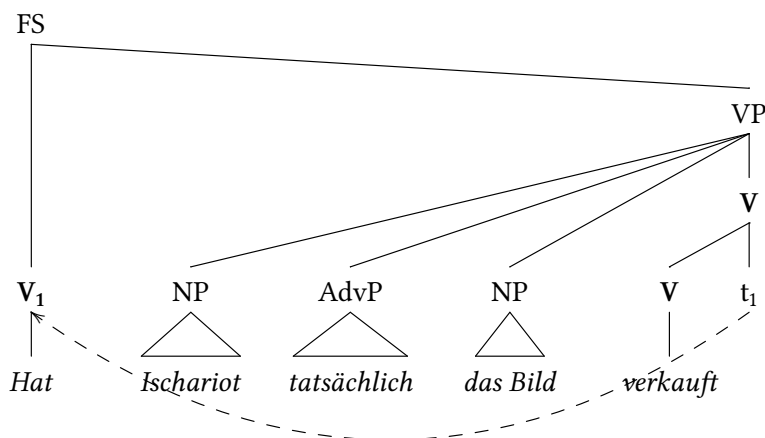 FS
VP
V
V₁ NP AdvP NP V t₁
Hat Ischariot tatsächlich das Bild verkauft